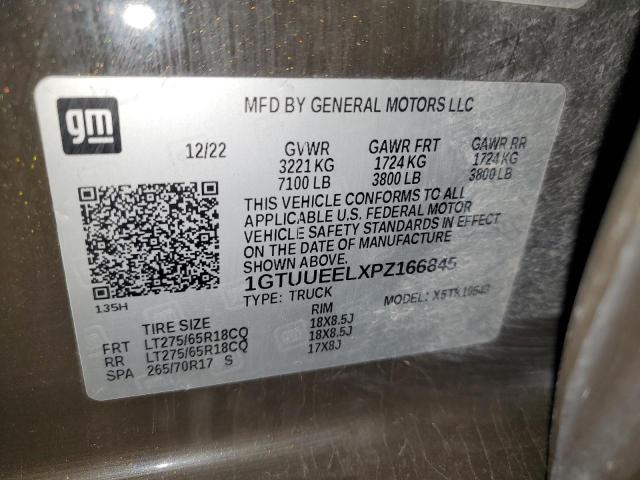 gm
MFD BY GENERAL MOTORS LLC
12/22 GVWR GAWR FRT GAWR RR
3221 KG 1724 KG 1724 KG
7100 LB 3800 LB 3800 LB
THIS VEHICLE CONFORMS TO ALL
APPLICABLE U.S. FEDERAL MOTOR
VEHICLE SAFETY STANDARDS IN EFFECT
ON THE DATE OF MANUFACTURE
SHOWN ABOVE.
1GTUUEELXPZ166845
TYPE: TRUCK MODEL:
135H
TIRE SIZE RIM
FRT LT275/65R18CQ 18X8.5J
RR LT275/65R18CQ 18X8.5J
SPA 265/70R17 S 17X8J